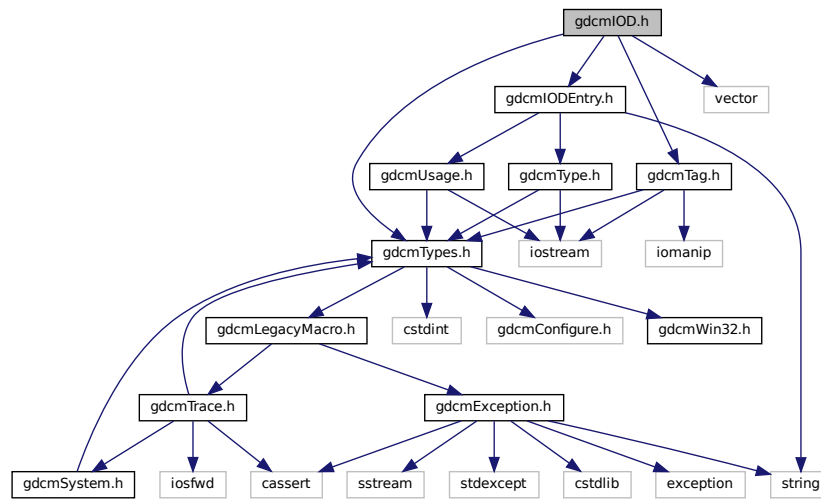 gdcmIOD.h
gdcmIODEntry.h
vector
gdcmUsage.h
gdcmType.h
gdcmTag.h
gdcmTypes.h
iostream
iomanip
gdcmLegacyMacro.h
cstdint
gdcmConfigure.h
gdcmWin32.h
gdcmTrace.h
gdcmException.h
gdcmSystem.h
iosfwd
cassert
sstream
stdexcept
cstdlib
exception
string